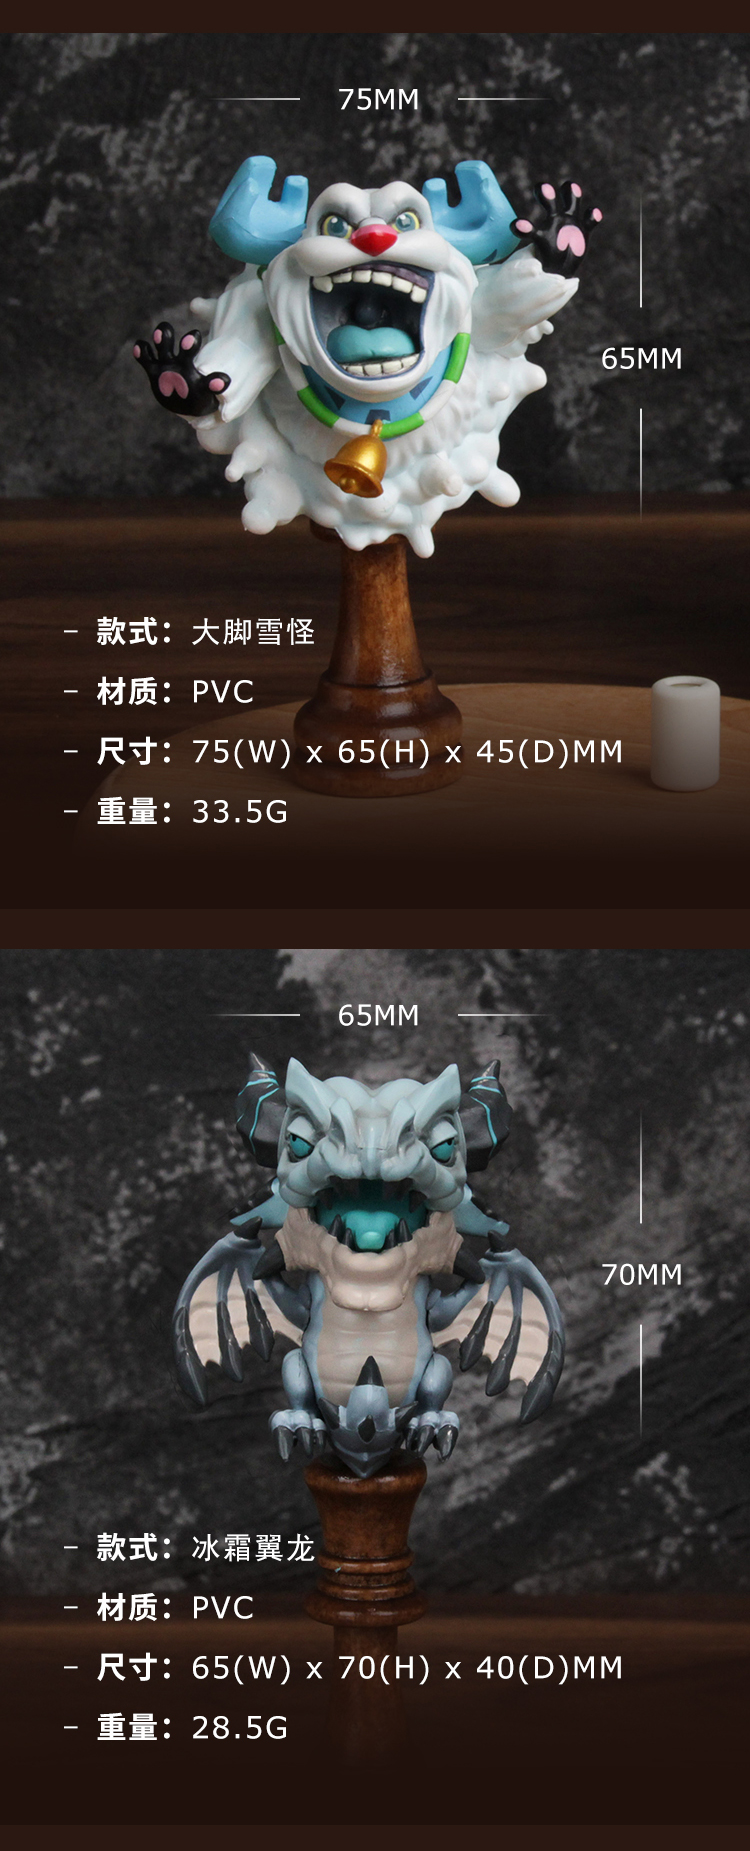 75MM
65MM
- 款式：大脚雪怪
- 材质：PVC
- 尺寸：75(W) x 65(H) x 45(D)MM
- 重量：33.5G
65MM
70MM
- 款式：冰霜翼龙
- 材质：PVC
- 尺寸：65(W) x 70(H) x 40(D)MM
- 重量：28.5G